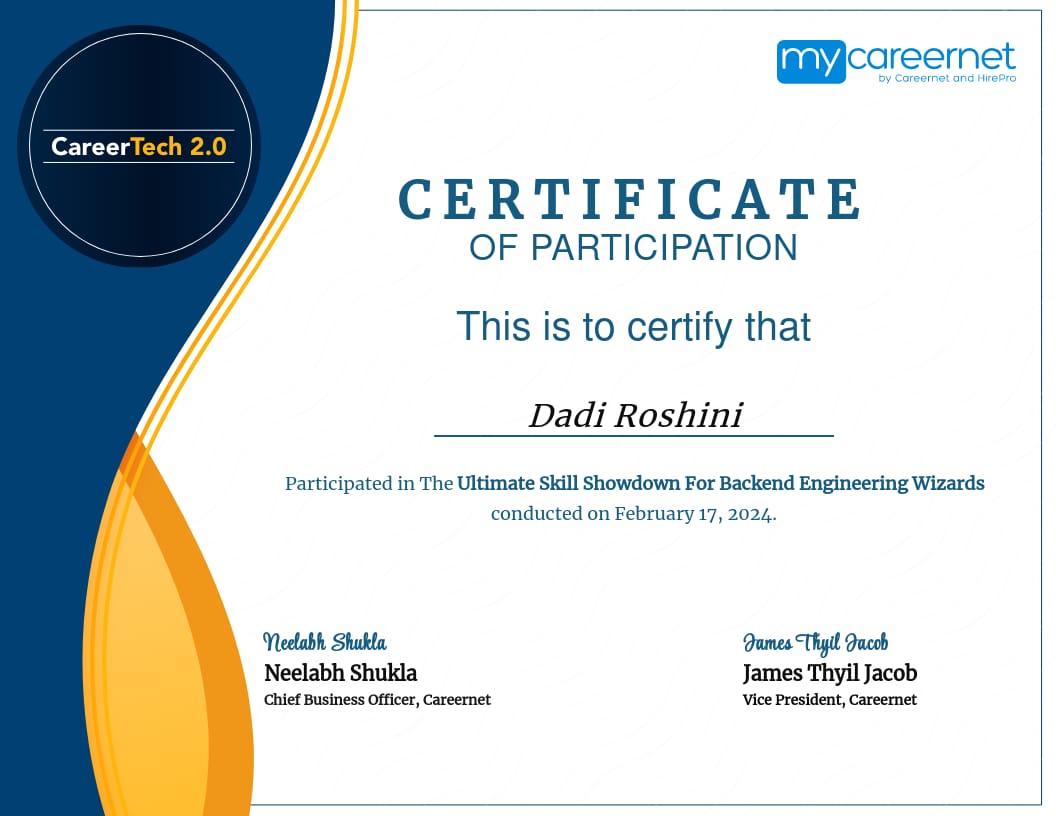 CareerTech 2.0
mycareernet
by Careernet and HirePro
CERTIFICATE
OF PARTICIPATION
This is to certify that
Dadi Roshini
Participated in The Ultimate Skill Showdown For Backend Engineering Wizards
conducted on February 17, 2024.
Neelabh Shukla
Neelabh Shukla
Chief Business Officer, Careernet
James Thyil Jacob
James Thyil Jacob
Vice President, Careernet